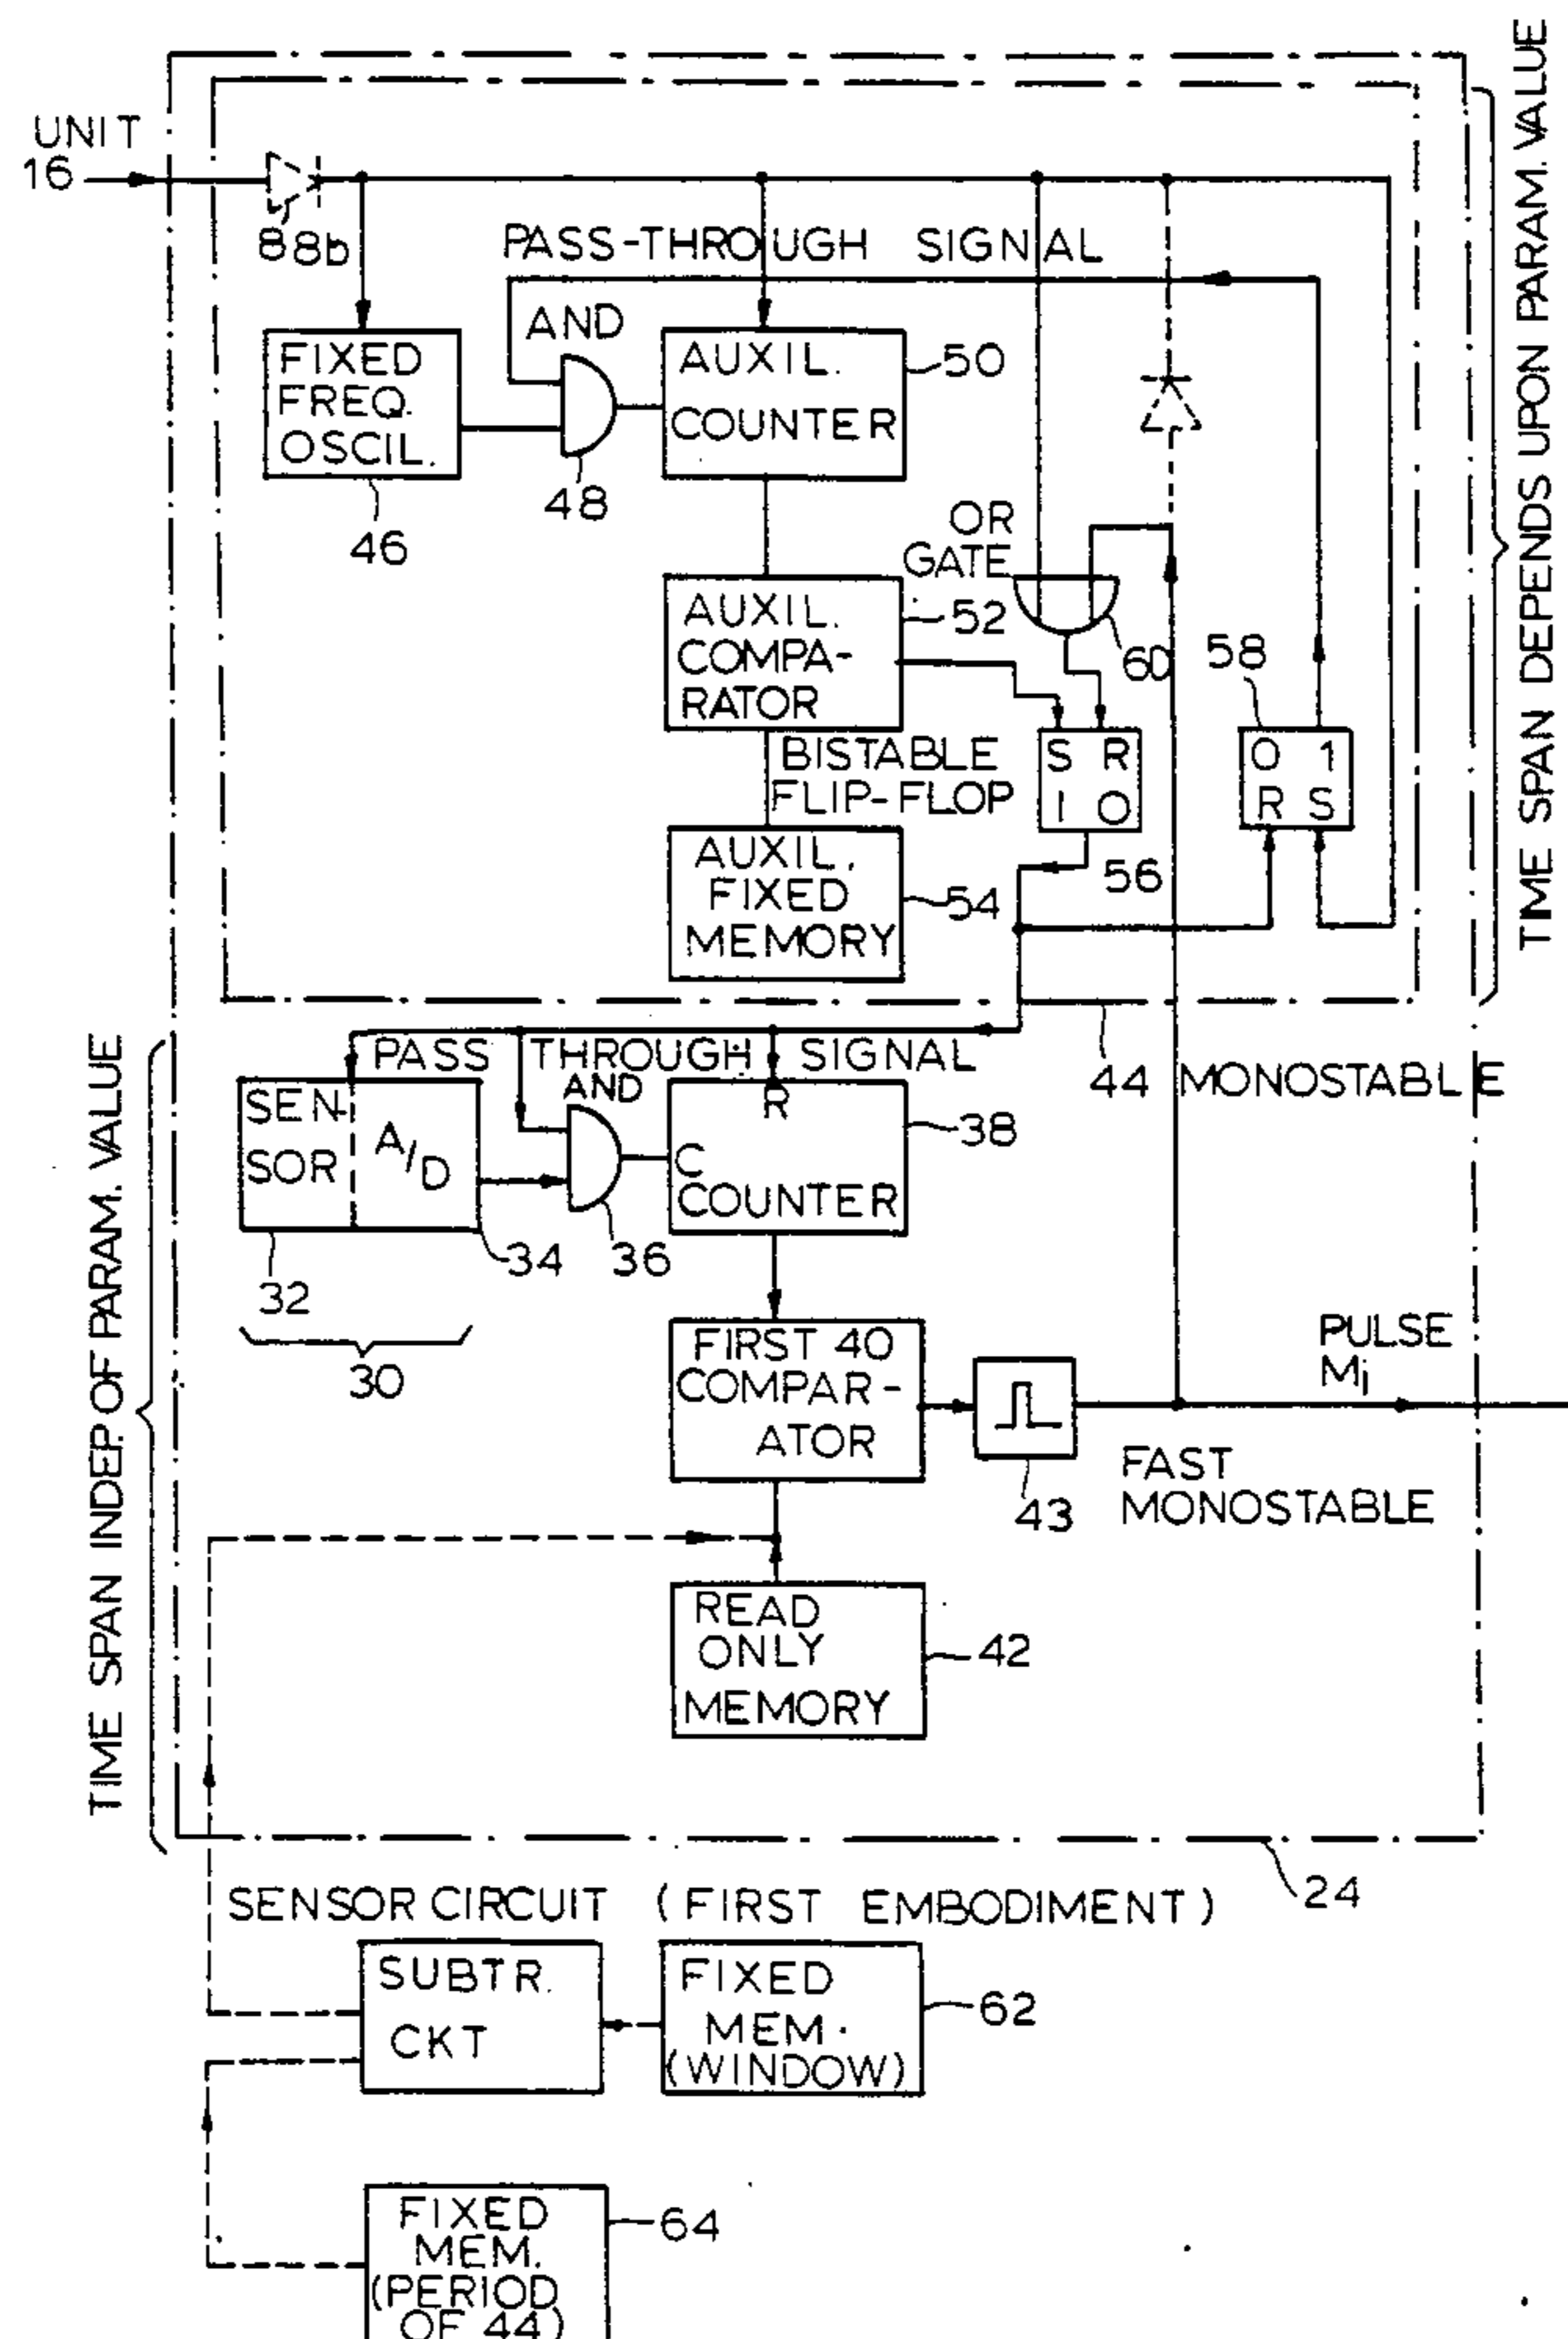 UNIT
16
88b
PASS-THROUGH SIGNAL
AND
FIXED
FREQ.
OSCIL.
46
48
AUXIL.
COUNTER
50
OR
GATE
60
AUXIL.
COMPA-
RATOR
52
58
BISTABLE
FLIP-FLOP
S R
1 0
56
0 1
R S
AUXIL.
FIXED
MEMORY
54
TIME SPAN DEPENDS UPON PARAM. VALUE
44 MONOSTABLE
PASS THROUGH SIGNAL
AND
SEN-
SOR
A/D
32
34
30
36
R
C
COUNTER
38
FIRST 40
COMPAR-
ATOR
43
PULSE
Mi
FAST
MONOSTABLE
READ
ONLY
MEMORY
42
TIME SPAN INDEP. OF PARAM. VALUE
24
SENSOR CIRCUIT (FIRST EMBODIMENT)
SUBTR.
CKT
FIXED
MEM.
(WINDOW)
62
FIXED
MEM.
(PERIOD
OF 44)
64